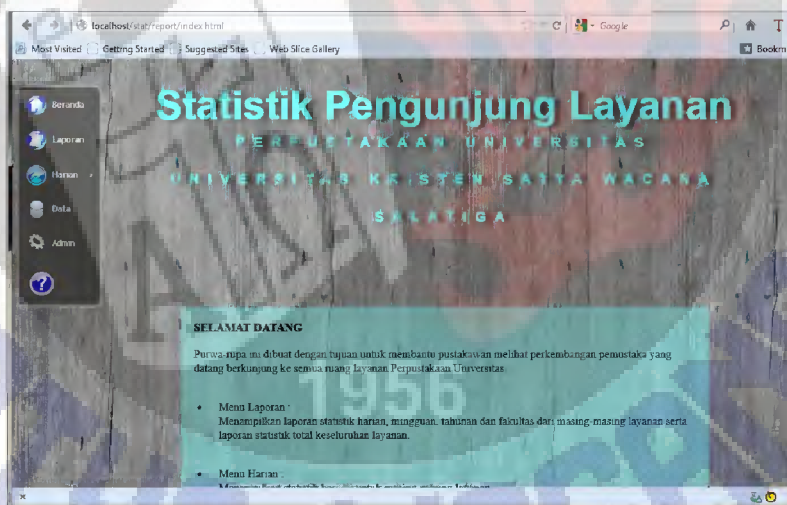 localhost/stat/report/index.html
Google
Most Visited
Getting Started
Suggested Sites
Web Slice Gallery
Bookm
Beranda
Laporan
Harian
Data
Admin
Statistik Pengunjung Layanan
PERPUSTAKAAN UNIVERSITAS
UNIVERSITAS KRISTEN SATYA WACANA
SALATIGA
SELAMAT DATANG
Purwa-rupa ini dibuat dengan tujuan untuk membantu pustakawan melihat perkembangan pemustaka yang
datang berkunjung ke semua ruang layanan Perpustakaan Universitas.
1956
• Menu Laporan :
Menampilkan laporan statistik harian, mingguan, tahunan dan fakultas dari masing-masing layanan serta
laporan statistik total keseluruhan layanan.
• Menu Harian :